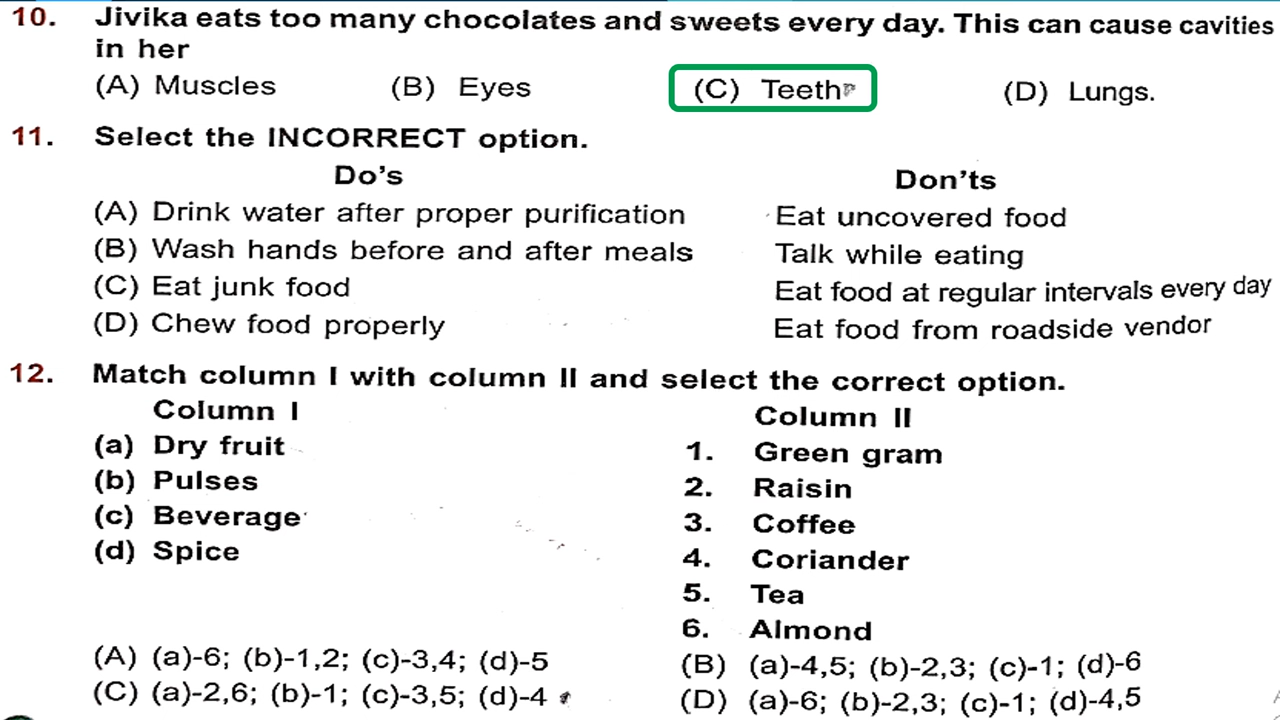 10. Jivika eats too many chocolates and sweets every day. This can cause cavities
in her
(A) Muscles (B) Eyes (C) Teeth (D) Lungs.
11. Select the INCORRECT option.
Do's Don'ts
(A) Drink water after proper purification Eat uncovered food
(B) Wash hands before and after meals Talk while eating
(C) Eat junk food Eat food at regular intervals every day
(D) Chew food properly Eat food from roadside vendor
12. Match column I with column II and select the correct option.
Column I Column II
(a) Dry fruit 1. Green gram
(b) Pulses 2. Raisin
(c) Beverage 3. Coffee
(d) Spice 4. Coriander
5. Tea
6. Almond
(A) (a)-6; (b)-1,2; (c)-3,4; (d)-5 (B) (a)-4,5; (b)-2,3; (c)-1; (d)-6
(C) (a)-2,6; (b)-1; (c)-3,5; (d)-4 (D) (a)-6; (b)-2,3; (c)-1; (d)-4,5